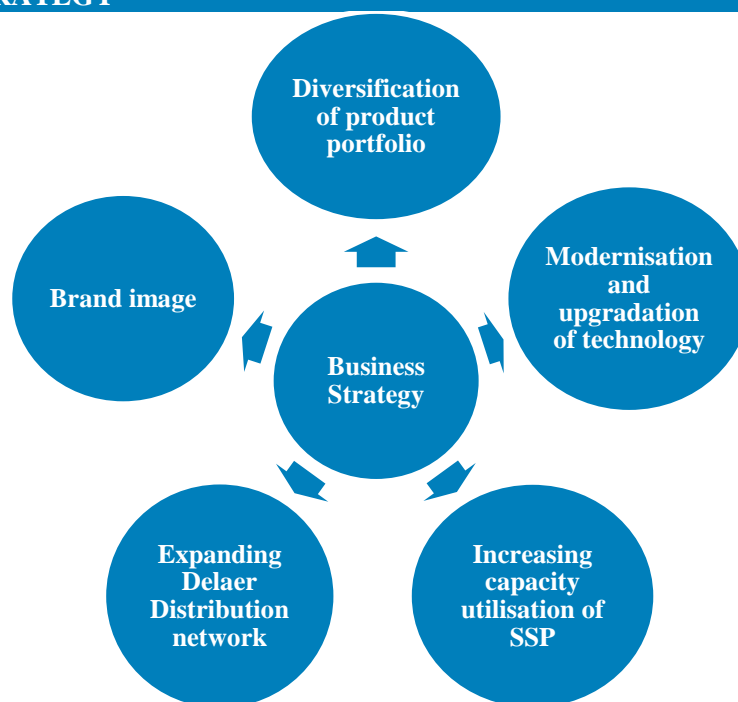 Diversification
of product
portfolio
Modernisation
and
upgradation
of technology
Brand image
Business
Strategy
Expanding
Delaer
Distribution
network
Increasing
capacity
utilisation of
SSP